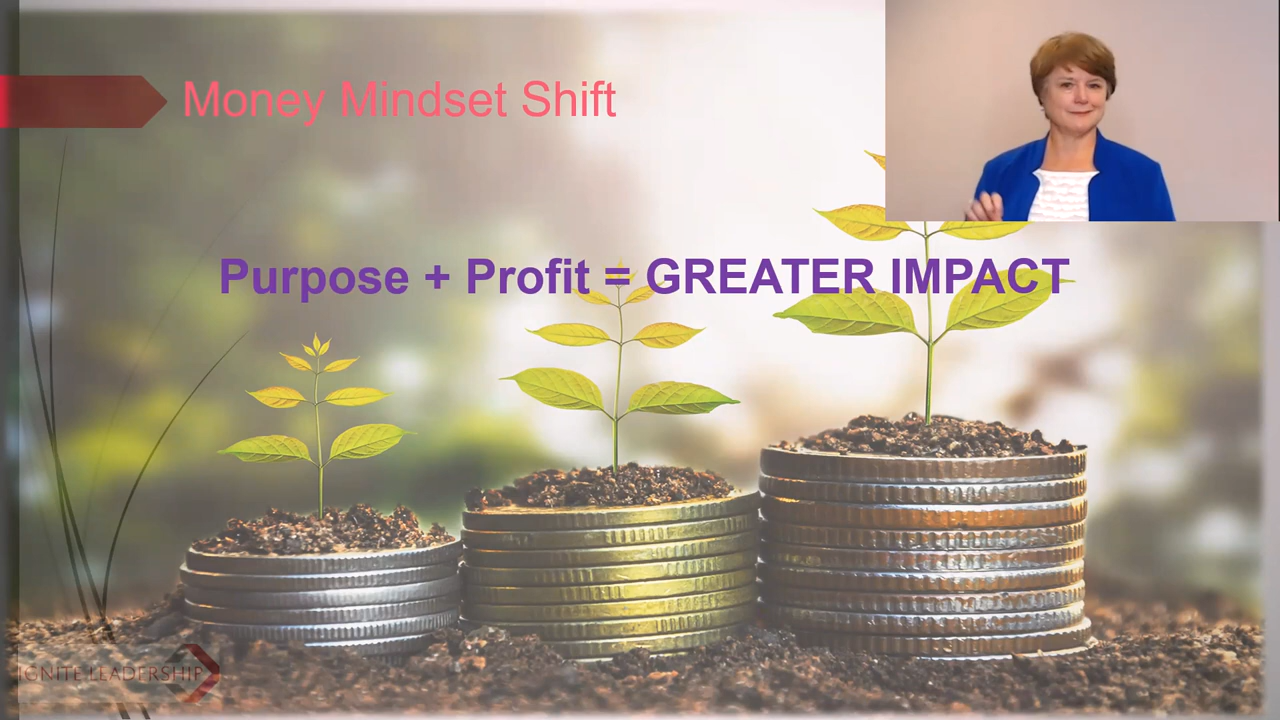 Money Mindset Shift
Purpose + Profit = GREATER IMPACT
IGNITE LEADERSHIP